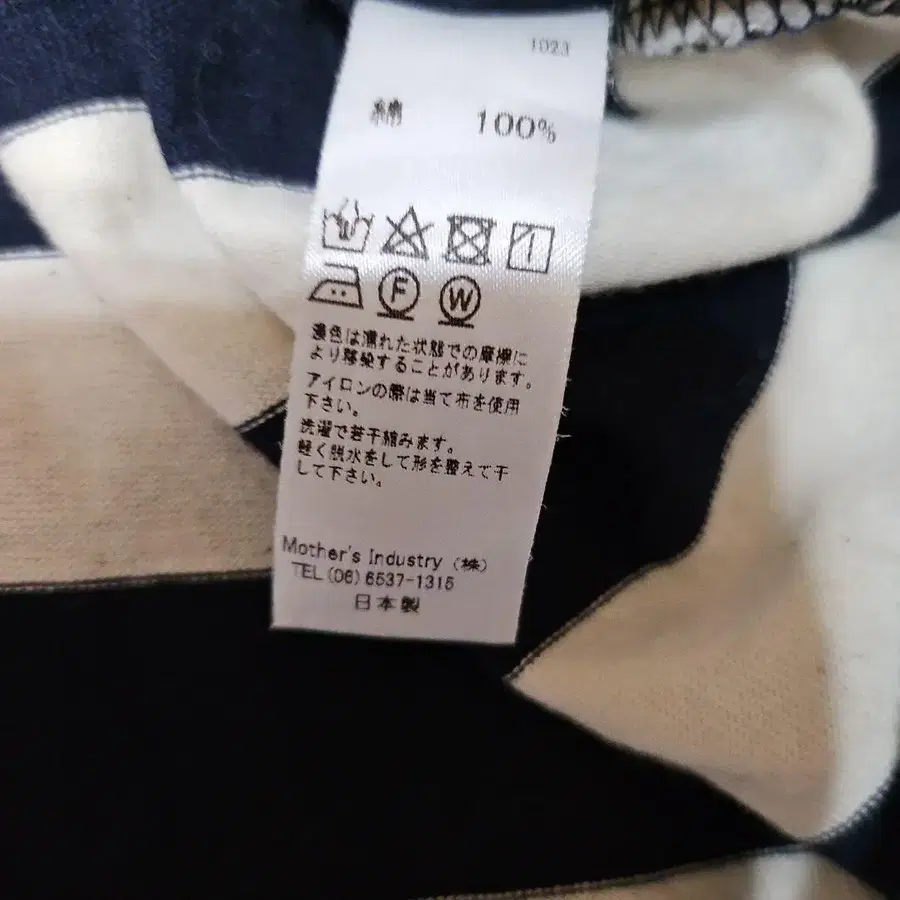 1023
綿 100%
F W
濃色は濡れた状態での摩擦に
より移染することがあります。
アイロンの際は当て布を使用
下さい。
洗濯で若干縮みます。
軽く脱水をして形を整えて干
して下さい。
Mother's Industry (株)
TEL (06) 6537-1315
日本製